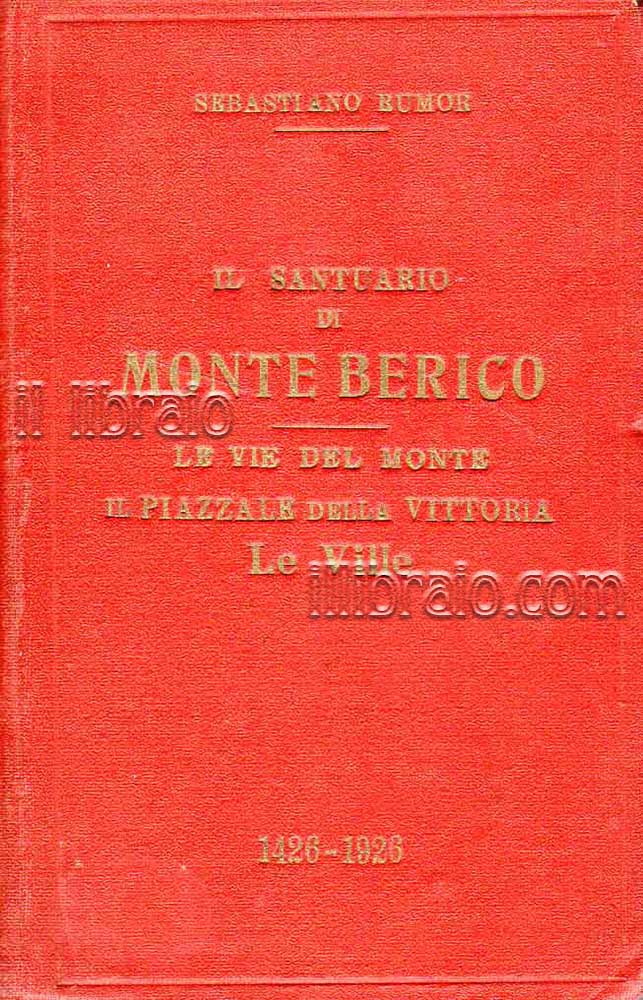 SEBASTIANO RUMOR
IL SANTUARIO
DI
MONTE BERICO
il libraio
LE VIE DEL MONTE
IL PIAZZALE DELLA VITTORIA
Le Ville
illibraio.com
1426-1926